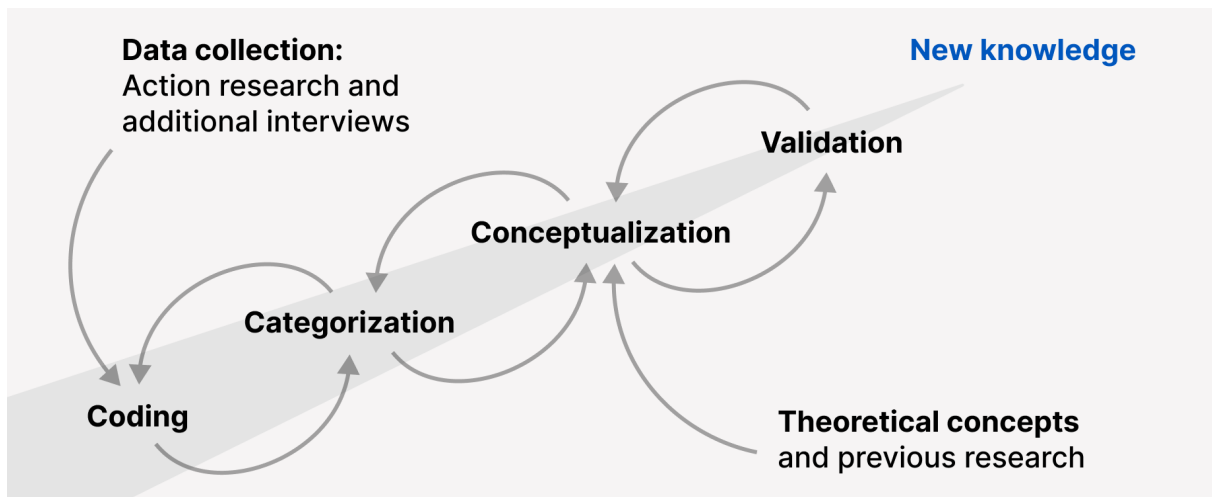 Data collection:
Action research and
additional interviews
New knowledge
Validation
Conceptualization
Categorization
Coding
Theoretical concepts
and previous research